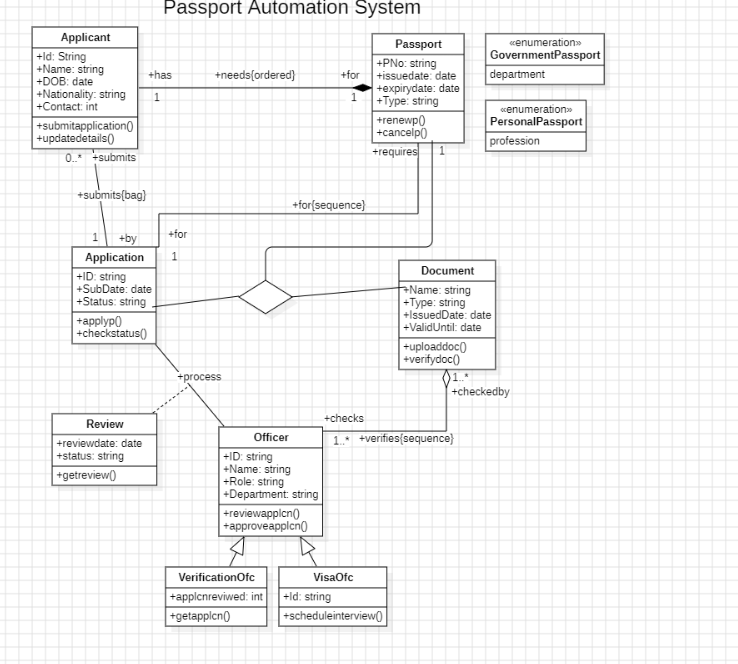 Passport Automation System
Applicant
+Id: String
+Name: string
+DOB: date
+Nationality: string
+Contact: int
+submitapplication()
+updatedetails()
+has
+needs{ordered}
+for
1
1
Passport
+PNo: string
+issuedate: date
+expirydate: date
+Type: string
+renewp()
+cancelp()
«enumeration»
GovernmentPassport
department
«enumeration»
PersonalPassport
profession
0..*
+submits
+requires
1
+submits{bag}
+for{sequence}
1
+by
+for
1
Application
+ID: string
+SubDate: date
+Status: string
+applyp()
+checkstatus()
Document
+Name: string
+Type: string
+IssuedDate: date
+ValidUntil: date
+uploaddoc()
+verifydoc()
+process
1..*
+checkedby
Review
+reviewdate: date
+status: string
+getreview()
+checks
1..*
+verifies{sequence}
Officer
+ID: string
+Name: string
+Role: string
+Department: string
+reviewapplcn()
+approveapplcn()
VerificationOfc
+applcnreviwed: int
+getapplcn()
VisaOfc
+Id: string
+scheduleinterview()